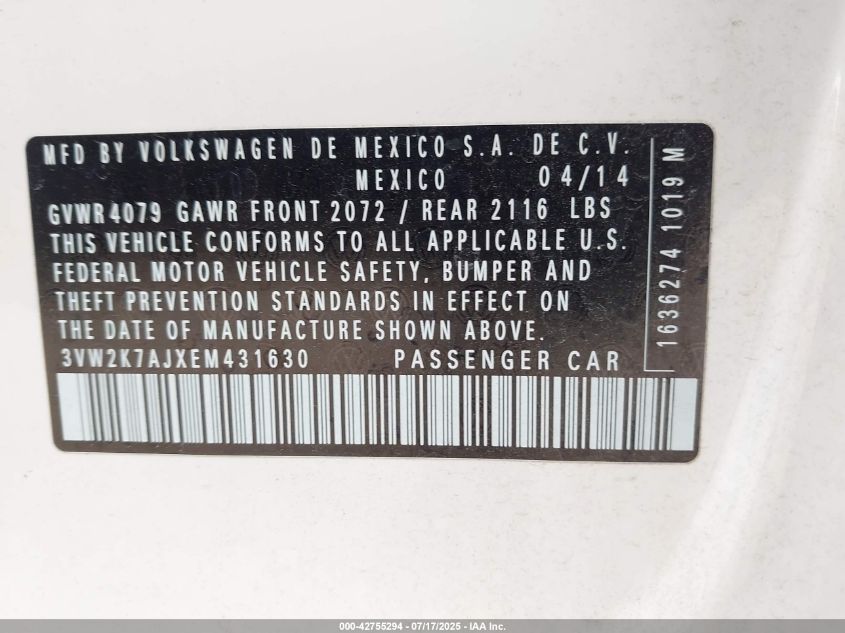 MFD BY VOLKSWAGEN DE MEXICO S.A. DE C.V.
MEXICO 04/14
GVWR 4079 GAWR FRONT 2072 / REAR 2116 LBS
THIS VEHICLE CONFORMS TO ALL APPLICABLE U.S.
FEDERAL MOTOR VEHICLE SAFETY, BUMPER AND
THEFT PREVENTION STANDARDS IN EFFECT ON
THE DATE OF MANUFACTURE SHOWN ABOVE.
3VW2K7AJXEM431630 PASSENGER CAR
1636274 1019 M
000-42755294 - 07/17/2025 - IAA Inc.